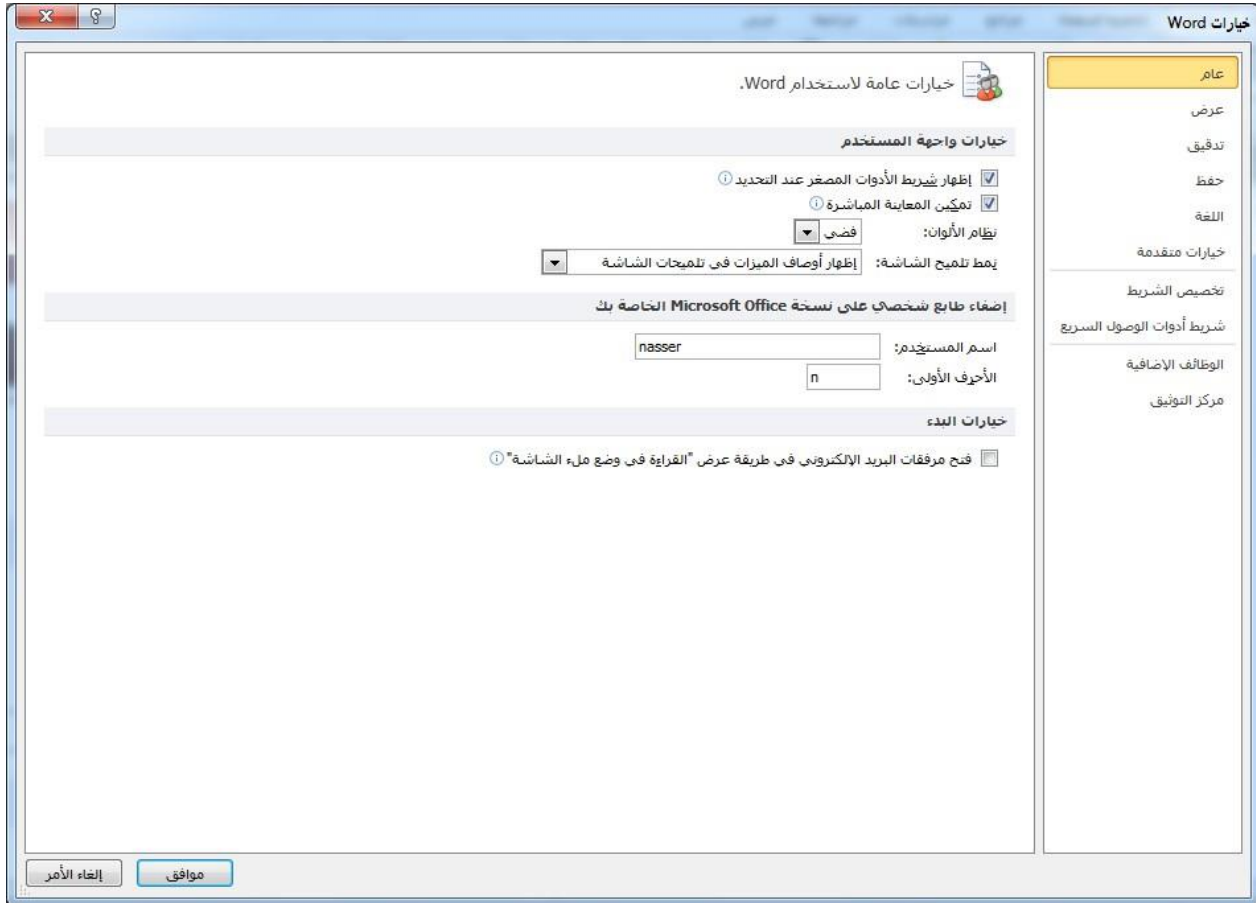 خيارات Word
عام
عرض
تدقيق
حفظ
اللغة
خيارات متقدمة
تخصيص الشريط
شريط أدوات الوصول السريع
الوظائف الإضافية
مركز التوثيق
خيارات عامة لاستخدام Word.
خيارات واجهة المستخدم
إظهار شريط الأدوات المصغر عند التحديد
تمكين المعاينة المباشرة
نظام الألوان: فضي
نمط تلميح الشاشة: إظهار أوصاف الميزات في تلميحات الشاشة
إضفاء طابع شخصي على نسخة Microsoft Office الخاصة بك
اسم المستخدم: nasser
الأحرف الأولى: n
خيارات البدء
فتح مرفقات البريد الإلكتروني في طريقة عرض "القراءة في وضع ملء الشاشة"
موافق
إلغاء الأمر